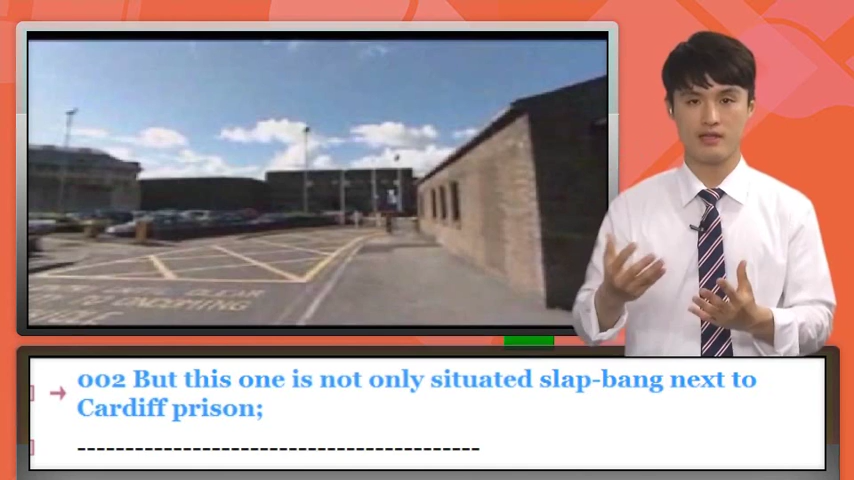 002 But this one is not only situated slap-bang next to
Cardiff prison;
------------------------------------------